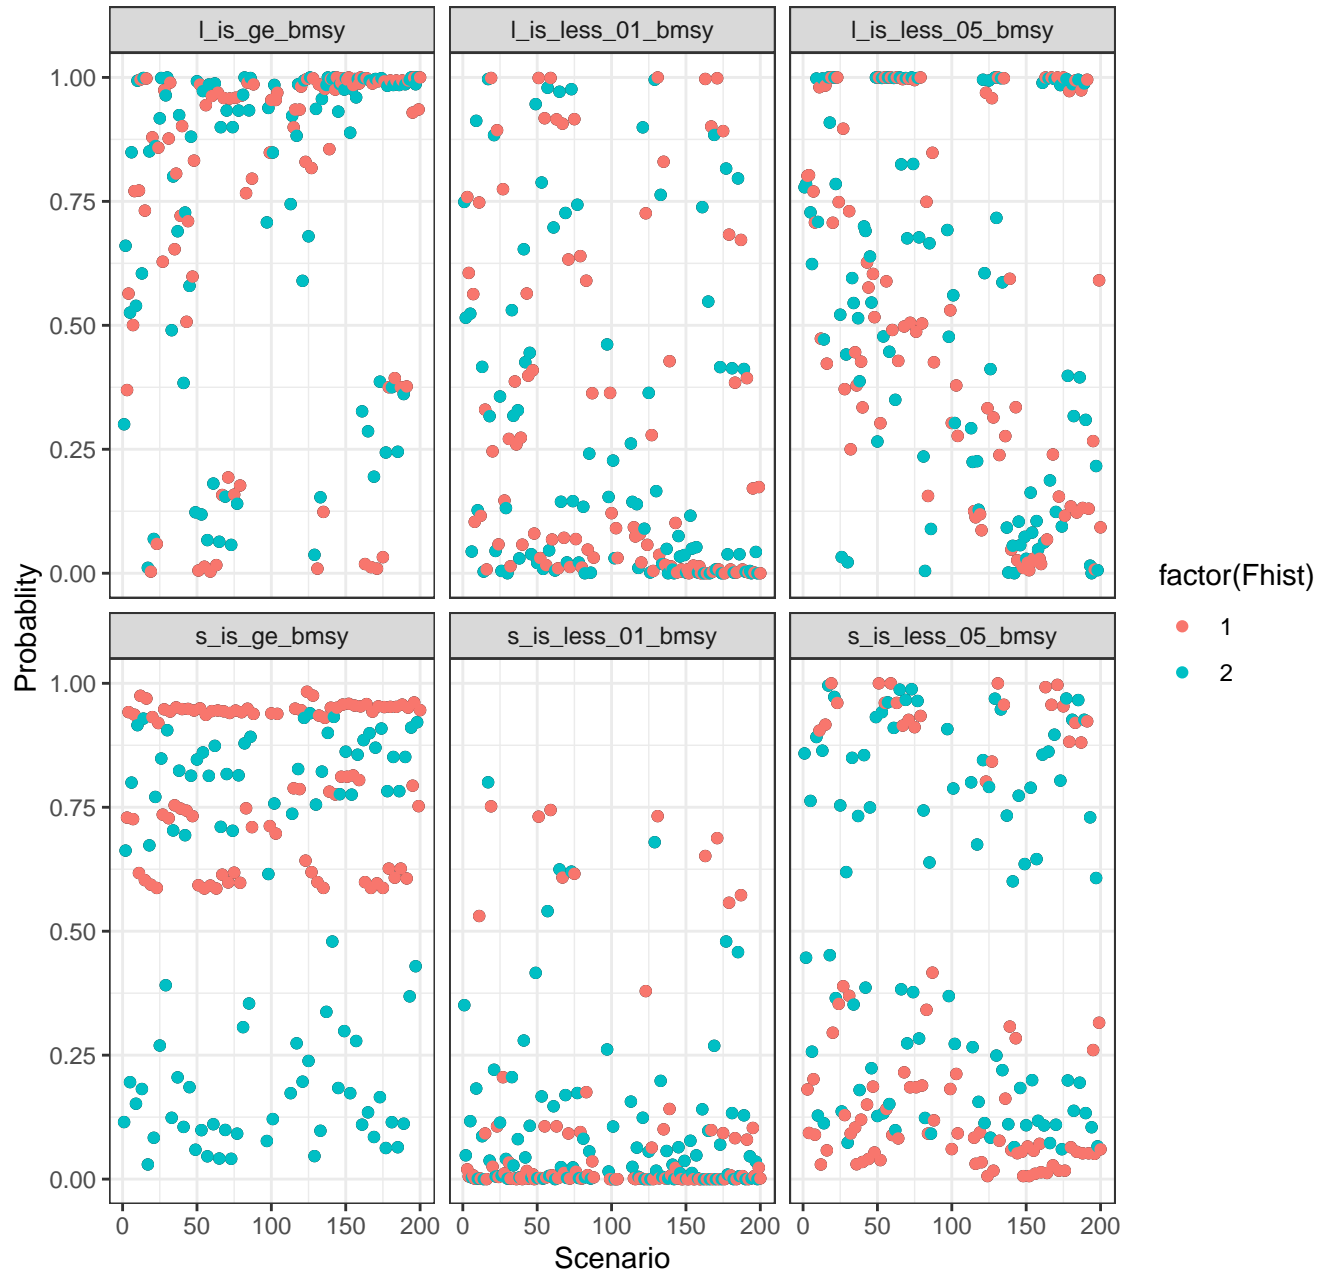 l_is_ge_bmsy
l_is_less_01_bmsy
l_is_less_05_bmsy
1.00
0.75
0.50
0.25
0.00
s_is_ge_bmsy
s_is_less_01_bmsy
s_is_less_05_bmsy
1.00
0.75
0.50
0.25
0.00
0 50 100 150 200
0 50 100 150 200
0 50 100 150 200
Scenario
Probablity
factor(Fhist)
1
2